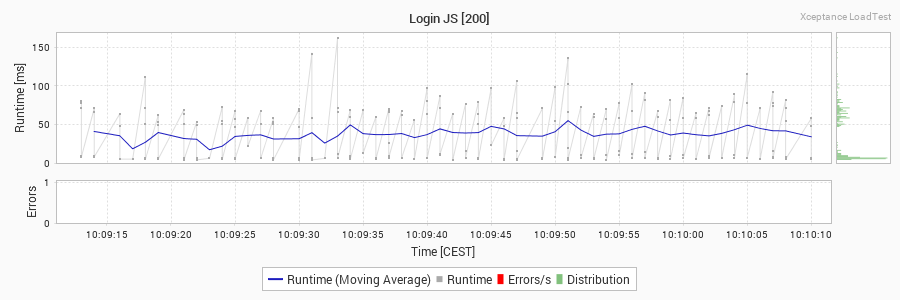 Login JS [200]
Xceptance LoadTest
Runtime [ms]
150
100
50
0
Errors
1
0
10:09:15 10:09:20 10:09:25 10:09:30 10:09:35 10:09:40 10:09:45 10:09:50 10:09:55 10:10:00 10:10:05 10:10:10
Time [CEST]
Runtime (Moving Average) Runtime Errors/s Distribution